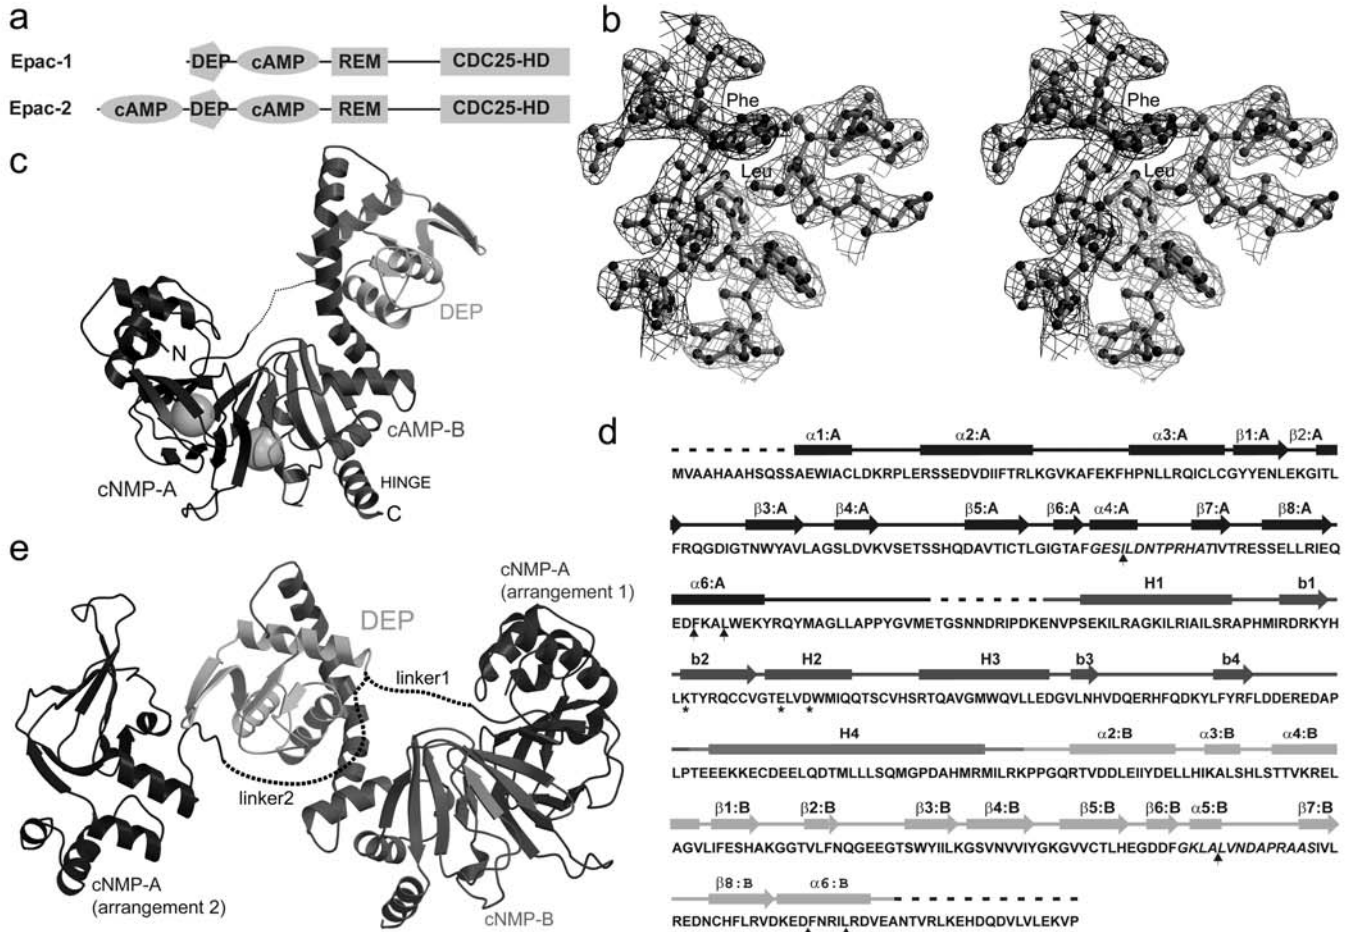 a
Epac-1
DEP cAMP REM CDC25-HD
Epac-2
cAMP DEP cAMP REM CDC25-HD
b
Phe
Leu
Phe
Leu
c
DEP
N
cAMP-B
cNMP-A
HINGE
C
d
α1:A α2:A α3:A β1:A β2:A
MVAAHAAHSQSSAEWIACLDKRPLERSSEDVDIIFTRLKGVKAFEKFHPNLLRQICLCGYYENLEKGITL
β3:A β4:A β5:A β6:A α4:A β7:A β8:A
FRQGDIGTNWYAVLAGSLDVKVSETSSHQDAVTICTLGIGTAFGESILDNTPRHATIVTRESSELLRIEQ
α6:A H1 b1
EDFKALWEKYRQYMAGLLAPPYGVMETGSNNDRIPDKENVPSEKILRAGKILRIAILSRAPHMIRDRKYH
b2 H2 H3 b3 b4
LKTYRQCCVGTELVDWMIQQTSCVHSRTQAVGMWQVLLEDGVLNHVDQERHFQDKYLFYRFLDDEREDAP
* * *
H4 α2:B α3:B α4:B
LPTEEEKKECDEELQDTMLLLSQMGPDAHMRMILRKPPGQRTVDDLEIIYDELLHIKALSHLSTTVKREL
β1:B β2:B β3:B β4:B β5:B β6:B α5:B β7:B
AGVLIFESHAKGGTVLFNQGEEGTSWYIILKGSVNVVIYGKGVVCTLHEGDDFGKLALVNDAPRAASIVL
β8:B α6:B
REDNCHFLRVDKEDFNRILRDVEANTVRLKEHDQDVLVLEKVP
e
cNMP-A
(arrangement 1)
DEP
linker1
linker2
cNMP-A
(arrangement 2)
cNMP-B